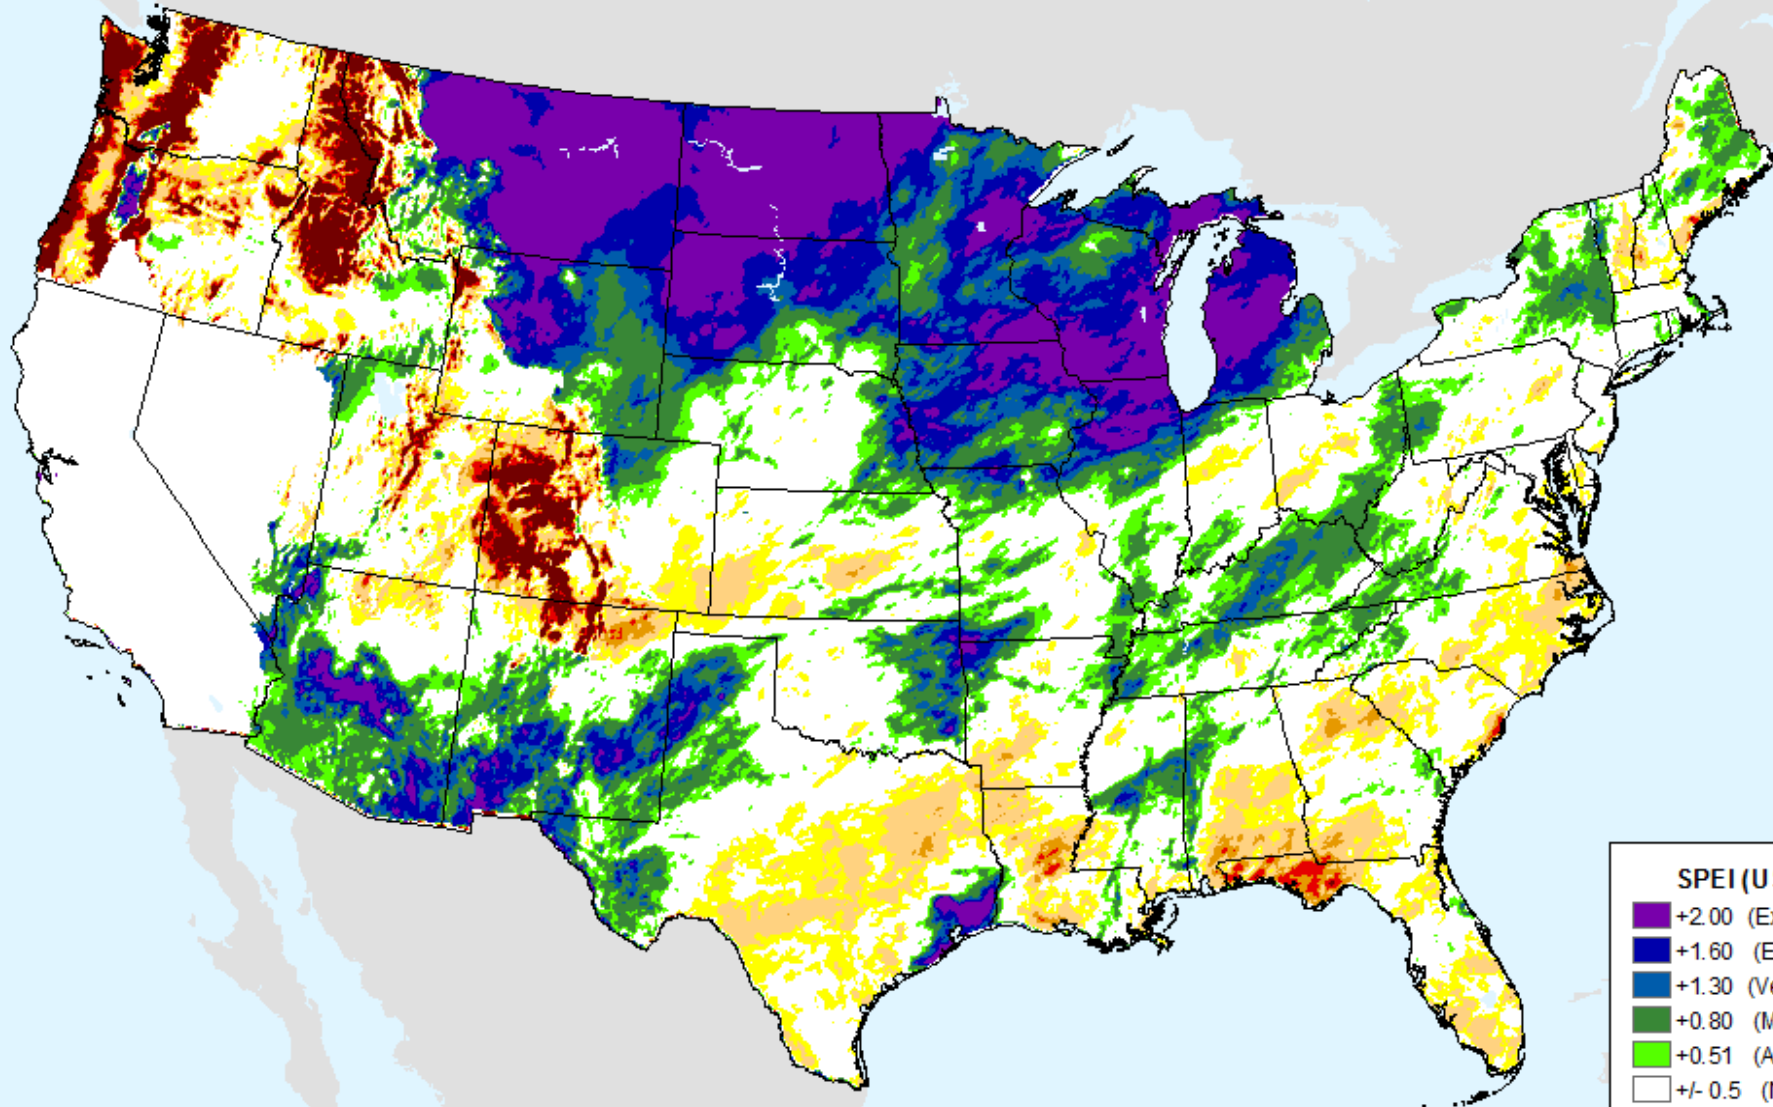 SPEI (U
+2.00 (Ex
+1.60 (E
+1.30 (Ve
+0.80 (M
+0.51 (A
+/- 0.5 (N